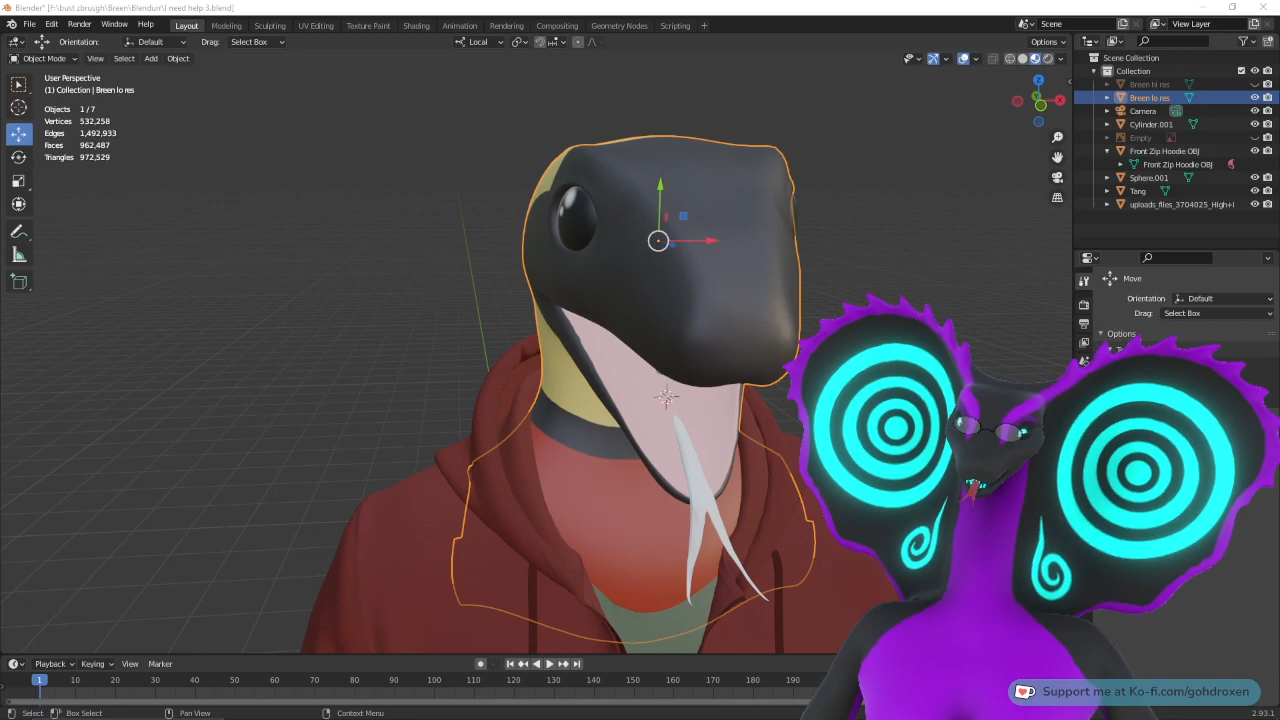 Blender* [F:\bust zbrusgh\Breen\Blendun'\I need help 3.blend]
File Edit Render Window Help Layout Modeling Sculpting UV Editing Texture Paint Shading Animation Rendering Compositing Geometry Nodes Scripting + Scene View Layer
Orientation: Default Drag: Select Box Local Options
Object Mode View Select Add Object
User Perspective
(1) Collection | Breen lo res
Objects 1/7
Vertices 532,258
Edges 1,492,933
Faces 962,487
Triangles 972,529
Z
X
Y
Scene Collection
Collection
Breen hi res
Breen lo res
Camera
Cylinder.001
Empty
Front Zip Hoodie OBJ
Front Zip Hoodie OBJ
Sphere.001
Tang
uploads_files_3704025_High+I
Move
Orientation Default
Drag: Select Box
Options
Playback Keying View Marker
1 10 20 30 40 50 60 70 80 90 100 110 120 130 140 150 160 170 180 190
Select Box Select Pan View Context Menu
Support me at Ko-fi.com/gohdroxen
2.93.1